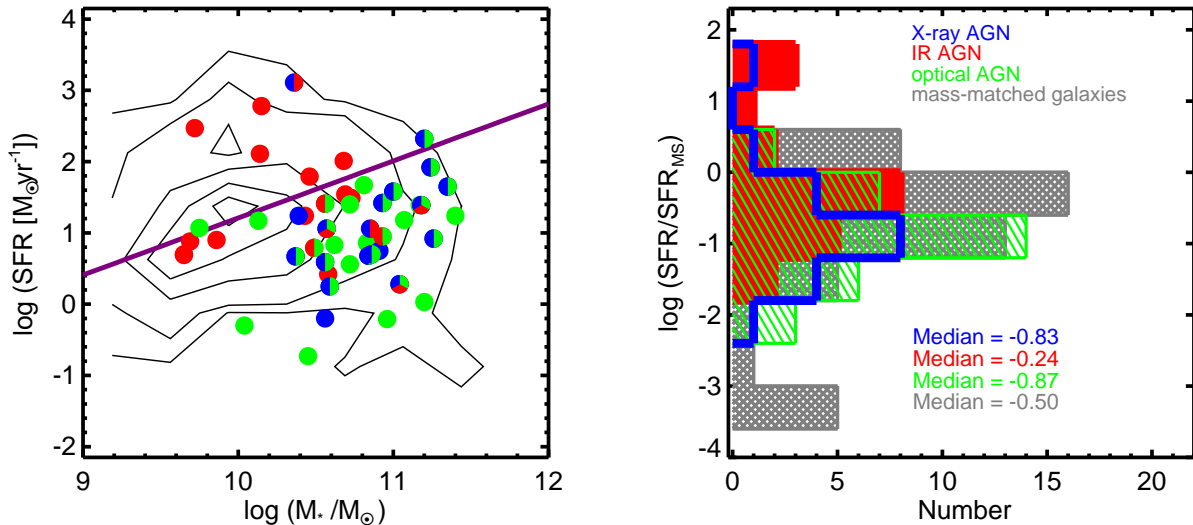 4
3
2
1
0
-1
-2
log (SFR [M⊙yr⁻¹])
9 10 11 12
log (M* /M⊙)
2
1
0
-1
-2
-3
-4
log (SFR/SFR_MS)
X-ray AGN
IR AGN
optical AGN
mass-matched galaxies
Median = -0.83
Median = -0.24
Median = -0.87
Median = -0.50
0 5 10 15 20
Number